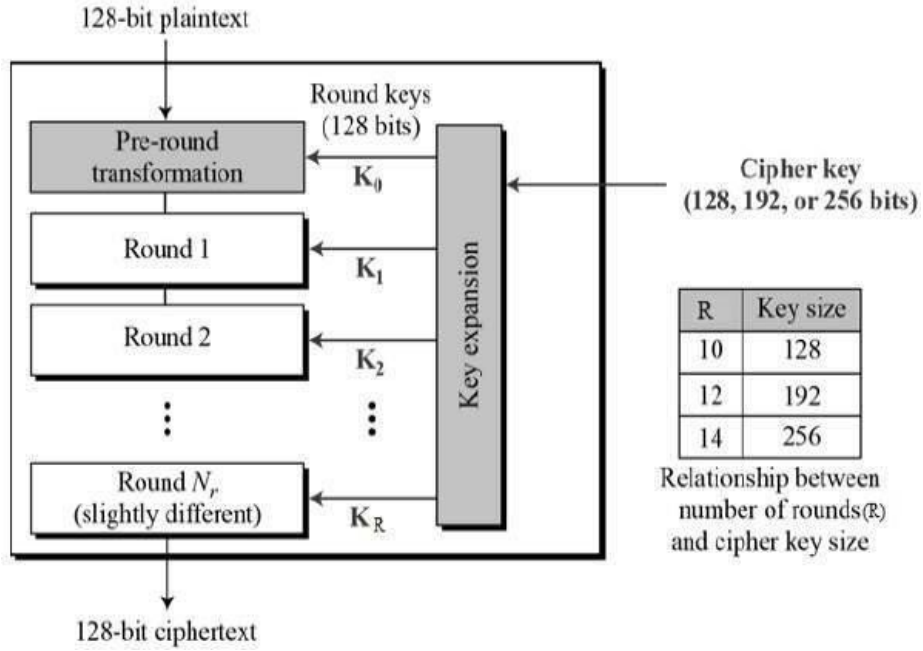 128-bit plaintext
Round keys
(128 bits)
Pre-round
transformation
K0
Cipher key
(128, 192, or 256 bits)
Round 1
K1
Key expansion
Round 2
K2
R Key size
10 128
12 192
14 256
Round Nr
(slightly different)
KR
Relationship between
number of rounds(R)
and cipher key size
128-bit ciphertext